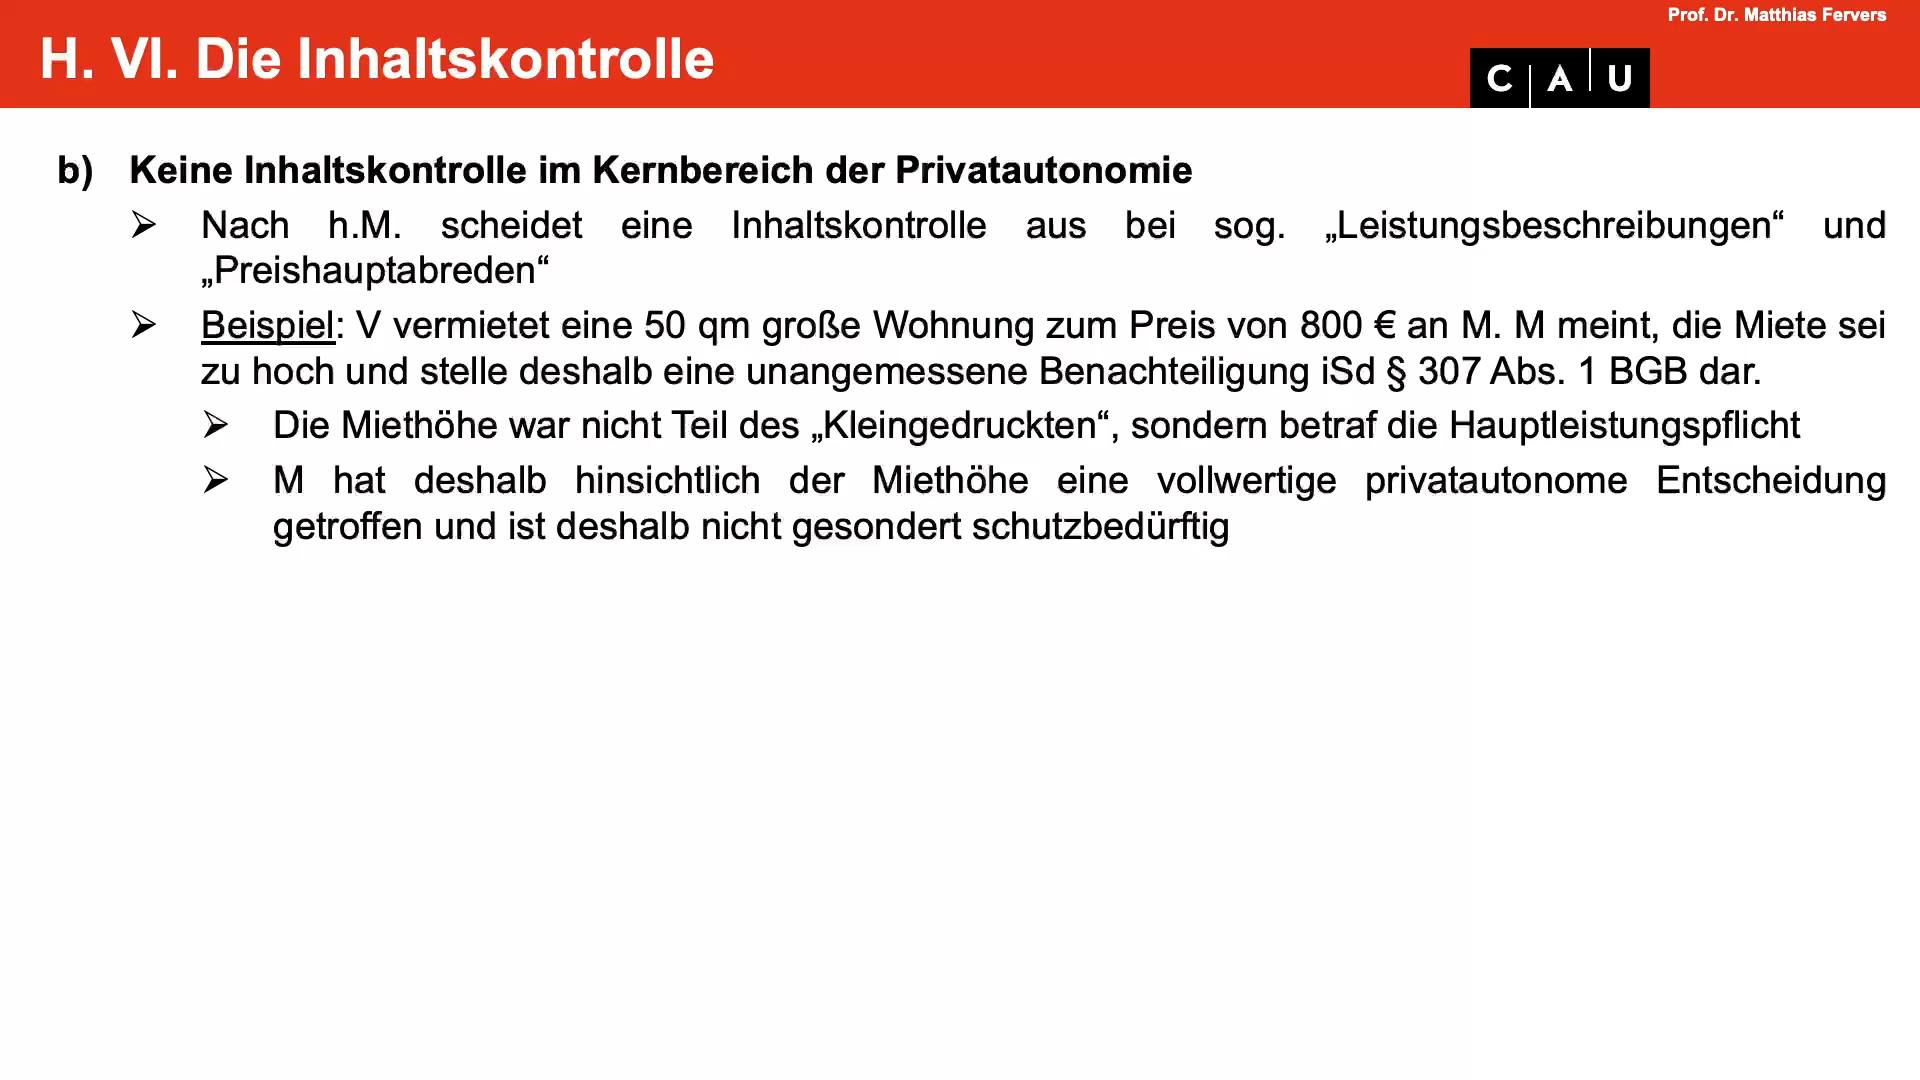 Prof. Dr. Matthias Fervers
H. VI. Die Inhaltskontrolle
C A U
b) Keine Inhaltskontrolle im Kernbereich der Privatautonomie
➢ Nach h.M. scheidet eine Inhaltskontrolle aus bei sog. „Leistungsbeschreibungen“ und
„Preishauptabreden“
➢ Beispiel: V vermietet eine 50 qm große Wohnung zum Preis von 800 € an M. M meint, die Miete sei
zu hoch und stelle deshalb eine unangemessene Benachteiligung iSd § 307 Abs. 1 BGB dar.
➢ Die Miethöhe war nicht Teil des „Kleingedruckten“, sondern betraf die Hauptleistungspflicht
➢ M hat deshalb hinsichtlich der Miethöhe eine vollwertige privatautonome Entscheidung
getroffen und ist deshalb nicht gesondert schutzbedürftig